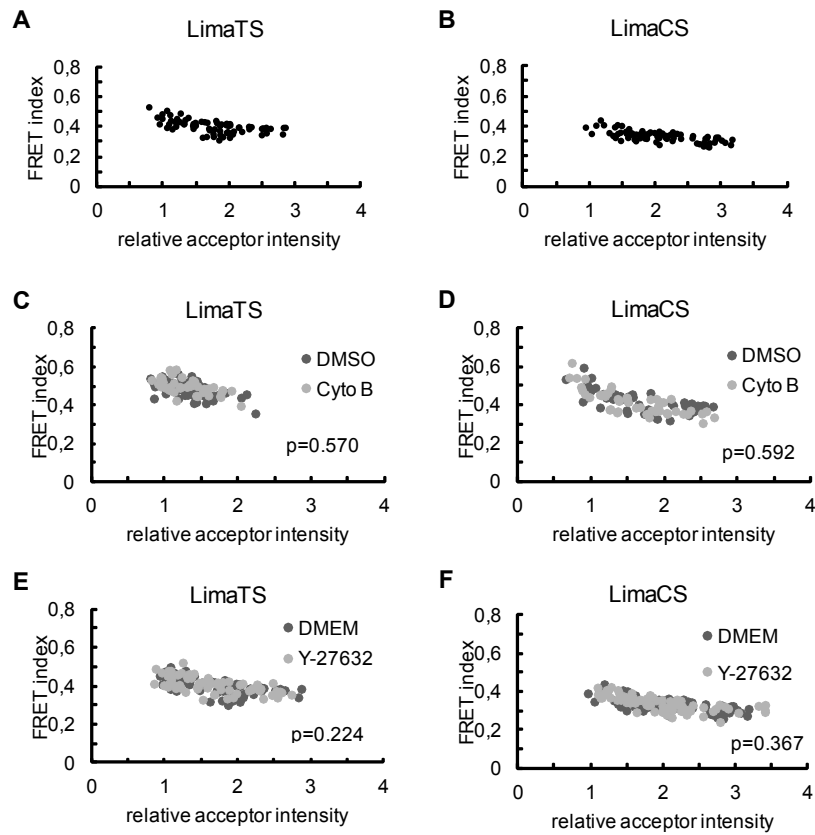 A
LimaTS
0,8
0,6
0,4
0,2
0
FRET index
0 1 2 3 4
relative acceptor intensity
B
LimaCS
0,8
0,6
0,4
0,2
0
FRET index
0 1 2 3 4
relative acceptor intensity
C
LimaTS
0,8
0,6
0,4
0,2
0
FRET index
DMSO
Cyto B
p=0.570
0 1 2 3 4
relative acceptor intensity
D
LimaCS
0,8
0,6
0,4
0,2
0
FRET index
DMSO
Cyto B
p=0.592
0 1 2 3 4
relative acceptor intensity
E
LimaTS
0,8
0,6
0,4
0,2
0
FRET index
DMEM
Y-27632
p=0.224
0 1 2 3 4
relative acceptor intensity
F
LimaCS
0,8
0,6
0,4
0,2
0
FRET index
DMEM
Y-27632
p=0.367
0 1 2 3 4
relative acceptor intensity